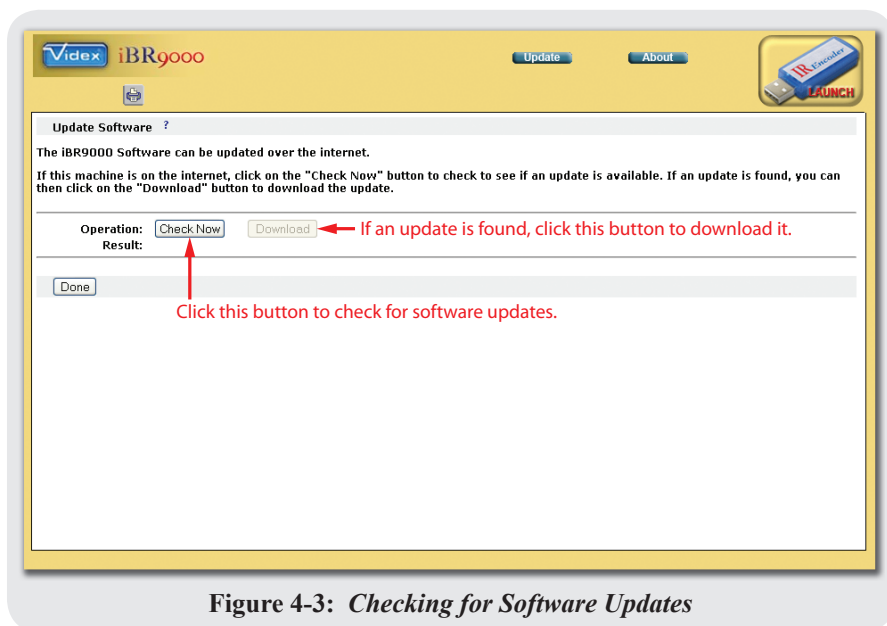 Videx iBR9000
Update
About
IR Encoder
LAUNCH
Update Software ?
The iBR9000 Software can be updated over the internet.
If this machine is on the internet, click on the "Check Now" button to check to see if an update is available. If an update is found, you can
then click on the "Download" button to download the update.
Operation: Check Now Download If an update is found, click this button to download it.
Result:
Done
Click this button to check for software updates.
Figure 4-3: Checking for Software Updates